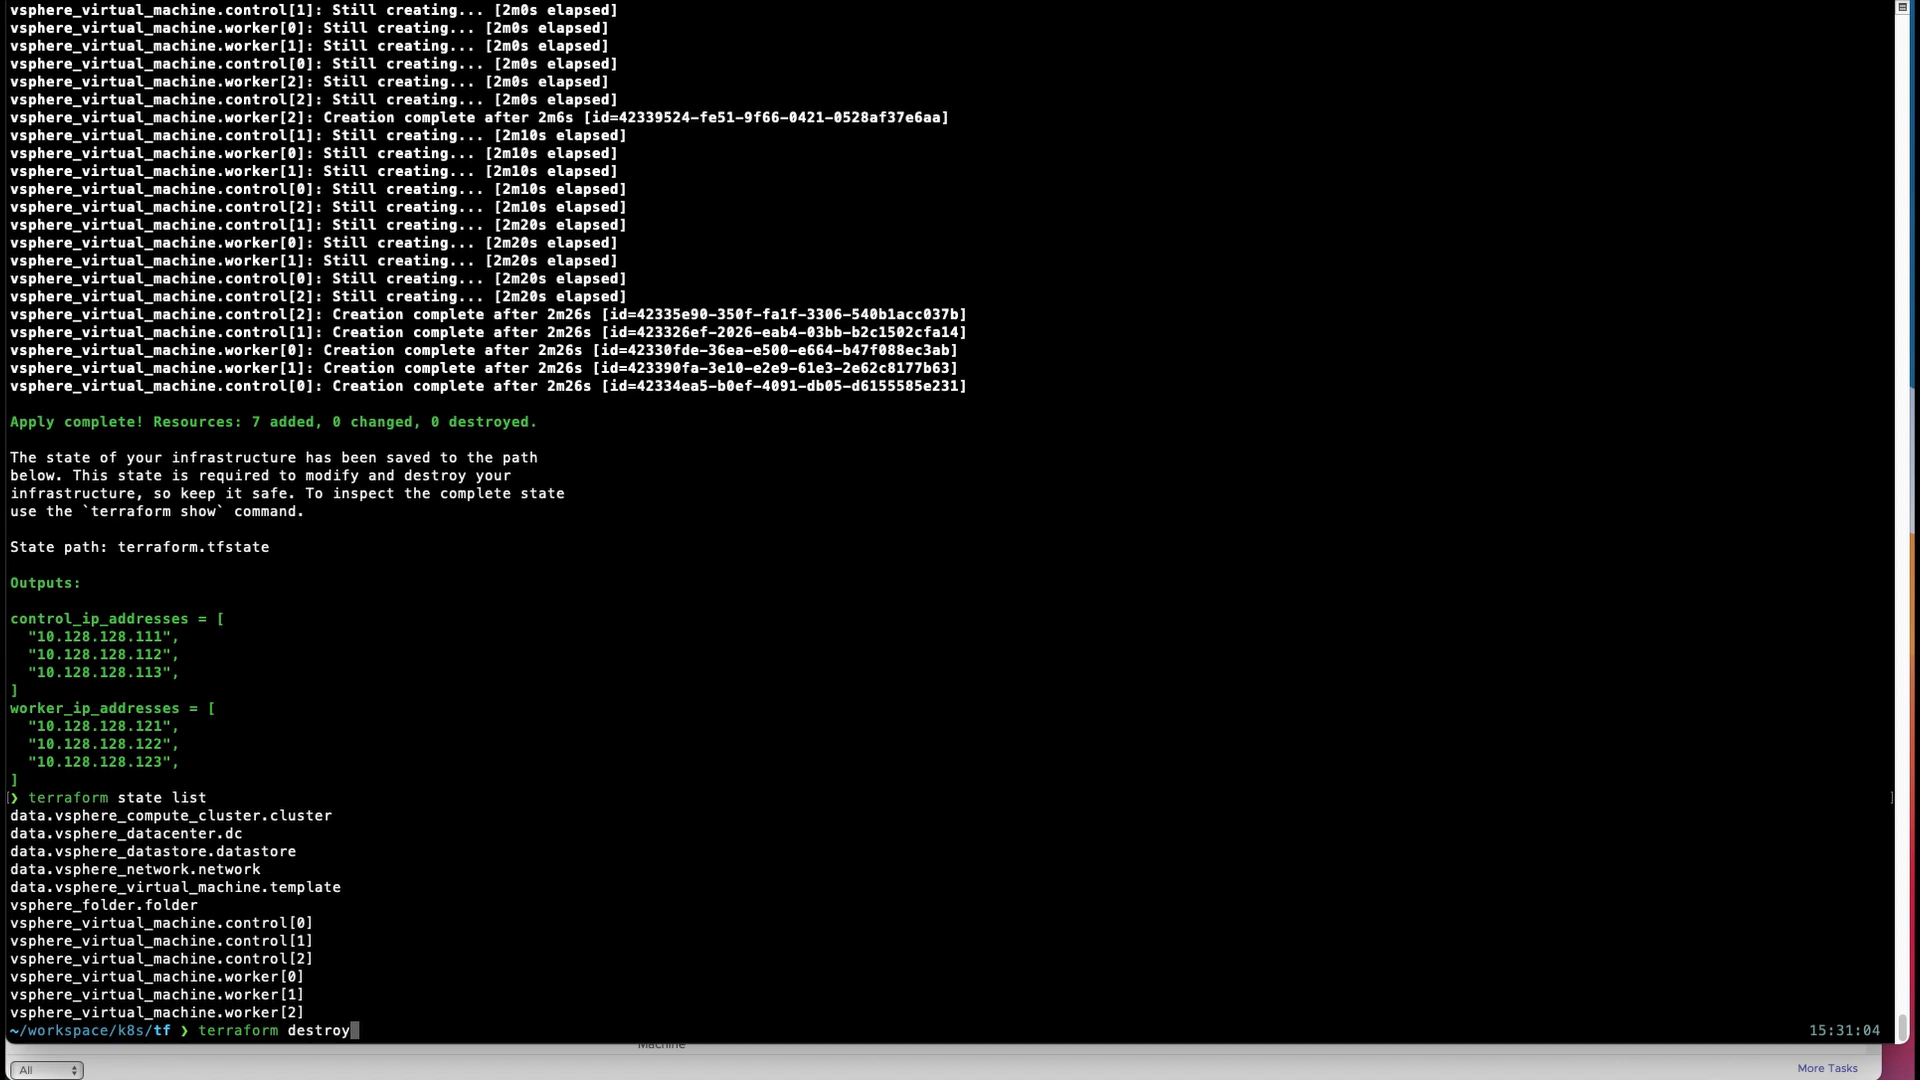 vsphere_virtual_machine.control[1]: Still creating... [2m0s elapsed]
vsphere_virtual_machine.worker[0]: Still creating... [2m0s elapsed]
vsphere_virtual_machine.worker[1]: Still creating... [2m0s elapsed]
vsphere_virtual_machine.control[0]: Still creating... [2m0s elapsed]
vsphere_virtual_machine.worker[2]: Still creating... [2m0s elapsed]
vsphere_virtual_machine.control[2]: Still creating... [2m0s elapsed]
vsphere_virtual_machine.worker[2]: Creation complete after 2m6s [id=42339524-fe51-9f66-0421-0528af37e6aa]
vsphere_virtual_machine.control[1]: Still creating... [2m10s elapsed]
vsphere_virtual_machine.worker[0]: Still creating... [2m10s elapsed]
vsphere_virtual_machine.worker[1]: Still creating... [2m10s elapsed]
vsphere_virtual_machine.control[0]: Still creating... [2m10s elapsed]
vsphere_virtual_machine.control[2]: Still creating... [2m10s elapsed]
vsphere_virtual_machine.control[1]: Still creating... [2m20s elapsed]
vsphere_virtual_machine.worker[0]: Still creating... [2m20s elapsed]
vsphere_virtual_machine.worker[1]: Still creating... [2m20s elapsed]
vsphere_virtual_machine.control[0]: Still creating... [2m20s elapsed]
vsphere_virtual_machine.control[2]: Still creating... [2m20s elapsed]
vsphere_virtual_machine.control[2]: Creation complete after 2m26s [id=42335e90-350f-fa1f-3306-540b1acc037b]
vsphere_virtual_machine.control[1]: Creation complete after 2m26s [id=423326ef-2026-eab4-03bb-b2c1502cfa14]
vsphere_virtual_machine.worker[0]: Creation complete after 2m26s [id=42330fde-36ea-e500-e664-b47f088ec3ab]
vsphere_virtual_machine.worker[1]: Creation complete after 2m26s [id=423390fa-3e10-e2e9-61e3-2e62c8177b63]
vsphere_virtual_machine.control[0]: Creation complete after 2m26s [id=42334ea5-b0ef-4091-db05-d6155585e231]
Apply complete! Resources: 7 added, 0 changed, 0 destroyed.
The state of your infrastructure has been saved to the path
below. This state is required to modify and destroy your
infrastructure, so keep it safe. To inspect the complete state
use the `terraform show` command.
State path: terraform.tfstate
Outputs:
control_ip_addresses = [
"10.128.128.111",
"10.128.128.112",
"10.128.128.113",
]
worker_ip_addresses = [
"10.128.128.121",
"10.128.128.122",
"10.128.128.123",
]
❯ terraform state list
data.vsphere_compute_cluster.cluster
data.vsphere_datacenter.dc
data.vsphere_datastore.datastore
data.vsphere_network.network
data.vsphere_virtual_machine.template
vsphere_folder.folder
vsphere_virtual_machine.control[0]
vsphere_virtual_machine.control[1]
vsphere_virtual_machine.control[2]
vsphere_virtual_machine.worker[0]
vsphere_virtual_machine.worker[1]
vsphere_virtual_machine.worker[2]
~/workspace/k8s/tf ❯ terraform destroy 15:31:04
Machine
All More Tasks